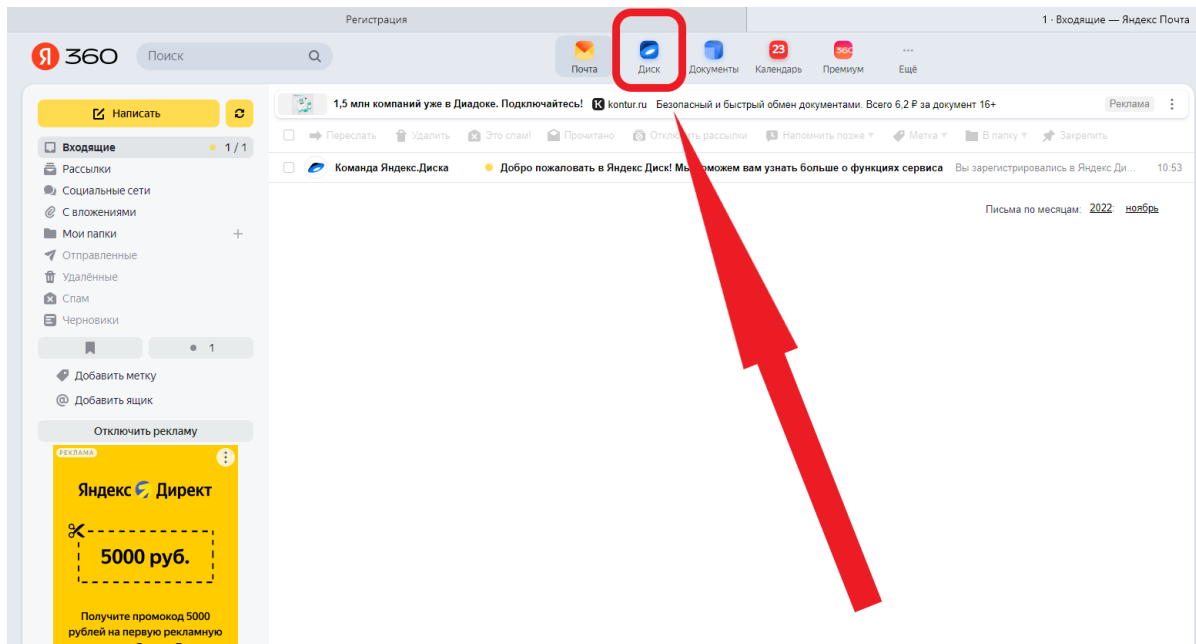 Регистрация
1 · Входящие — Яндекс Почта
Я 360
Поиск
Почта
Диск
Документы
23
Календарь
360
Премиум
Ещё
Написать
1,5 млн компаний уже в Диадоке. Подключайтесь! kontur.ru Безопасный и быстрый обмен документами. Всего 6,2 ₽ за документ 16+
Реклама
Переслать Удалить Это спам! Прочитано Отключить рассылки Напомнить позже Метка В папку Закрепить
Входящие 1 / 1
Команда Яндекс.Диска Добро пожаловать в Яндекс Диск! Мы поможем вам узнать больше о функциях сервиса Вы зарегистрировались в Яндекс Ди... 10:53
Письма по месяцам: 2022: ноябрь
Рассылки
Социальные сети
С вложениями
Мои папки +
Отправленные
Удалённые
Спам
Черновики
1
Добавить метку
@ Добавить ящик
Отключить рекламу
РЕКЛАМА
Яндекс Директ
5000 руб.
Получите промокод 5000
рублей на первую рекламную